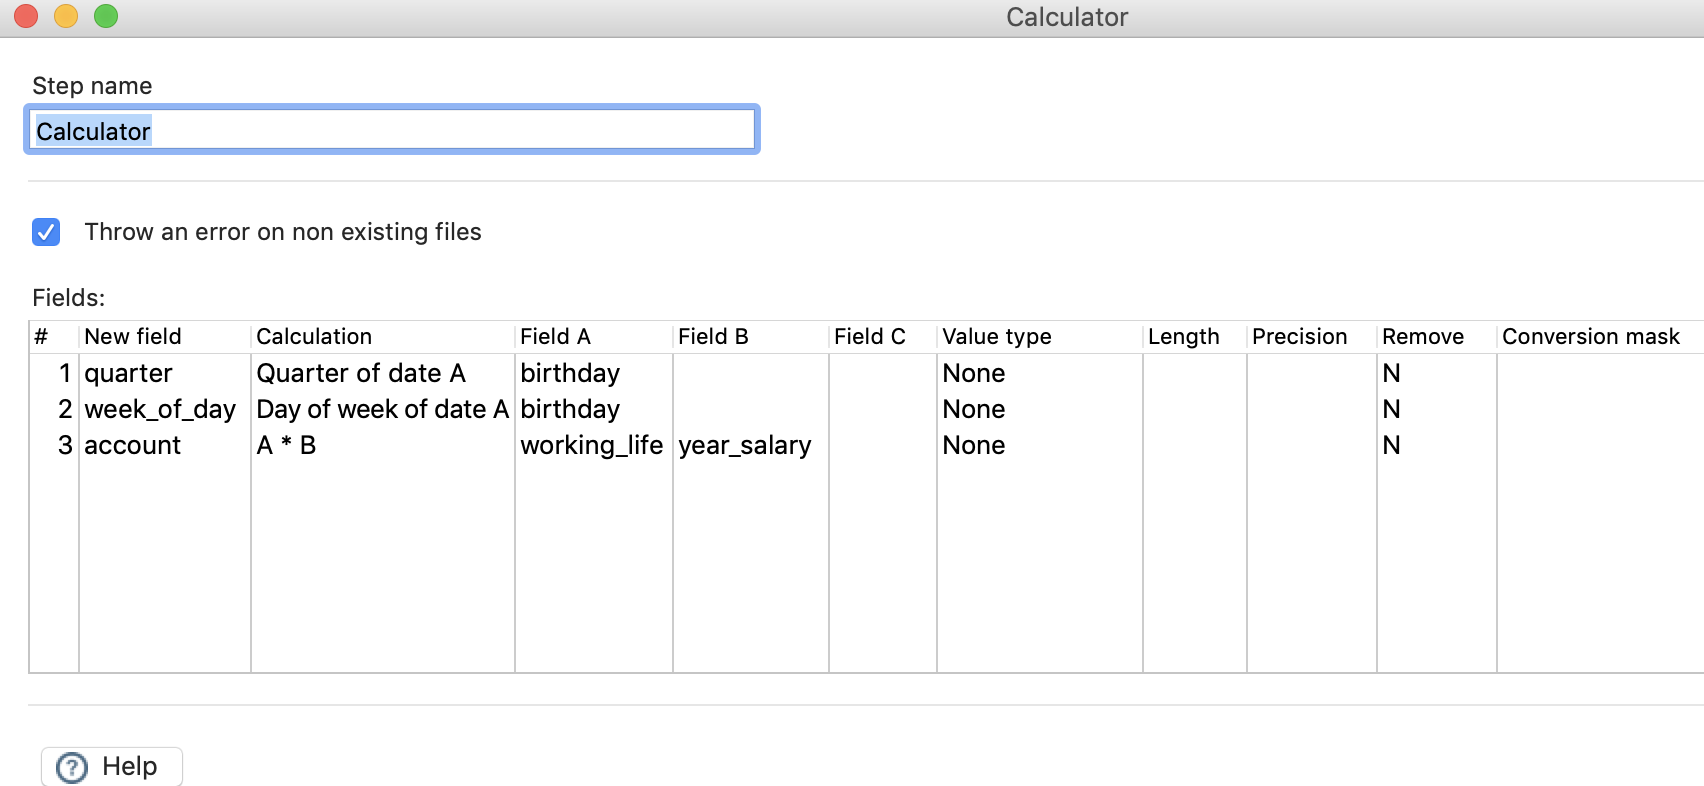 Calculator
Step name
Calculator
Throw an error on non existing files
Fields:
# New field Calculation Field A Field B Field C Value type Length Precision Remove Conversion mask
1 quarter Quarter of date A birthday None N
2 week_of_day Day of week of date A birthday None N
3 account A * B working_life year_salary None N
? Help